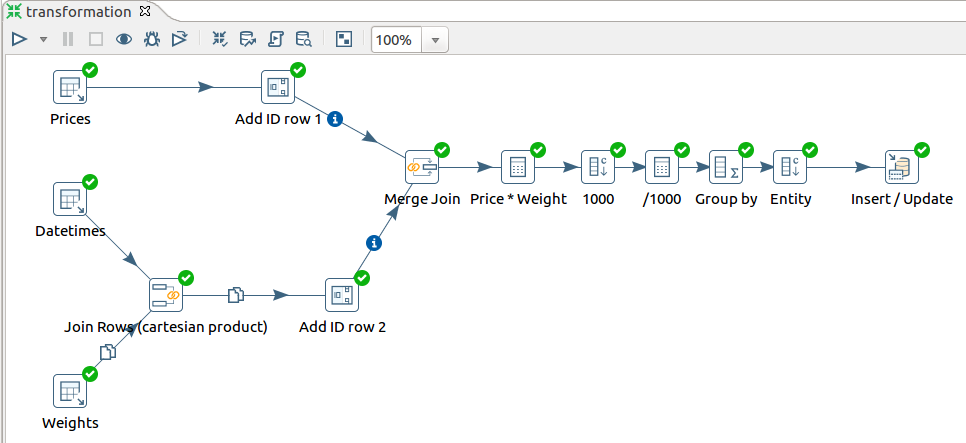 transformation
100%
Prices
Add ID row 1
Merge Join
Price * Weight
1000
/1000
Group by
Entity
Insert / Update
Datetimes
Join Rows (cartesian product)
Add ID row 2
Weights